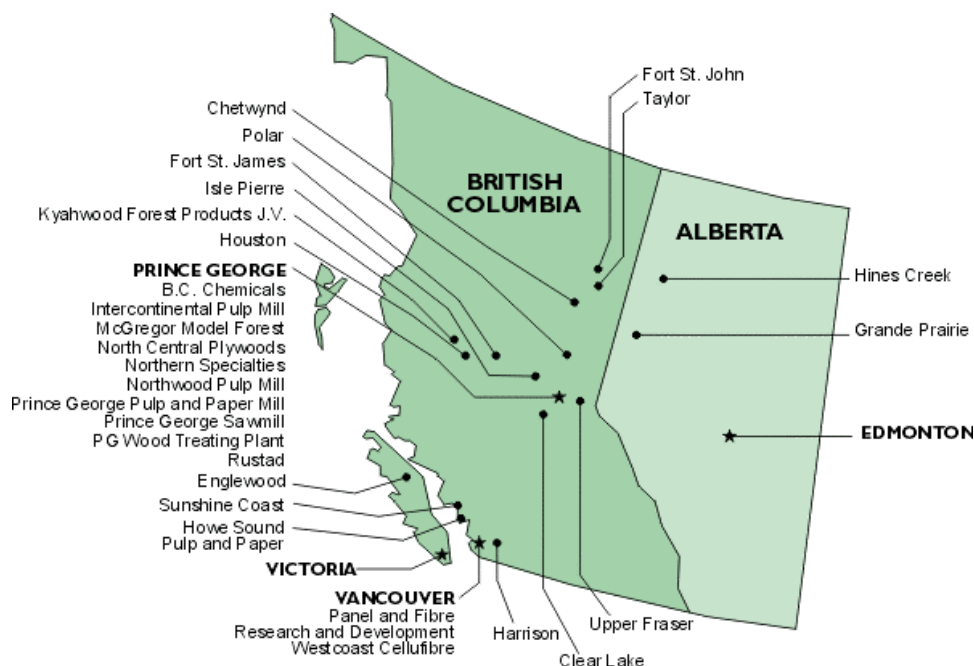 Fort St. John
Taylor
Chetwynd
Polar
Fort St. James
Isle Pierre
Kyahwood Forest Products J.V.
Houston
PRINCE GEORGE
B.C. Chemicals
Intercontinental Pulp Mill
McGregor Model Forest
North Central Plywoods
Northern Specialties
Northwood Pulp Mill
Prince George Pulp and Paper Mill
Prince George Sawmill
PG Wood Treating Plant
Rustad
Englewood
Sunshine Coast
Howe Sound
Pulp and Paper
VICTORIA
VANCOUVER
Panel and Fibre
Research and Development
Westcoast Cellufibre
Harrison
Clear Lake
Upper Fraser
BRITISH
COLUMBIA
ALBERTA
Hines Creek
Grande Prairie
EDMONTON